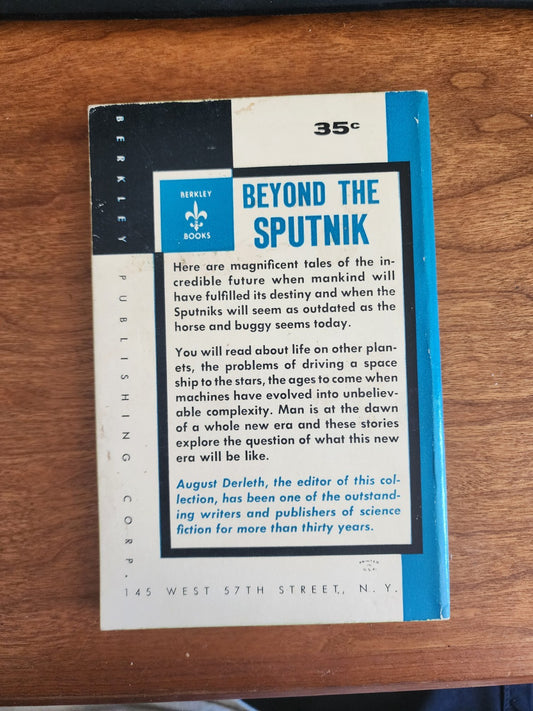 35c
BERKLEY PUBLISHING CORP.
BERKLEY
BOOKS
BEYOND THE
SPUTNIK
Here are magnificent tales of the in-
credible future when mankind will
have fulfilled its destiny and when the
Sputniks will seem as outdated as the
horse and buggy seems today.
You will read about life on other plan-
ets, the problems of driving a space
ship to the stars, the ages to come when
machines have evolved into unbeliev-
able complexity. Man is at the dawn
of a whole new era and these stories
explore the question of what this new
era will be like.
August Derleth, the editor of this col-
lection, has been one of the outstand-
ing writers and publishers of science
fiction for more than thirty years.
PRINTED
IN
U.S.A.
145 WEST 57TH STREET,, N. Y.